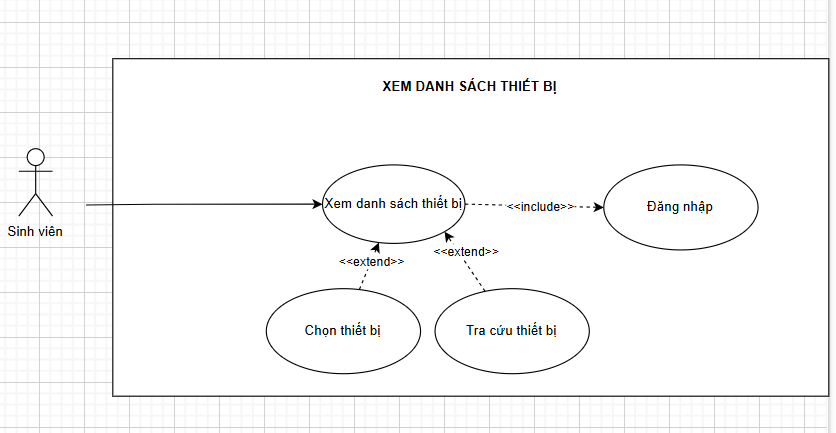 XEM DANH SÁCH THIẾT BỊ
Sinh viên
Xem danh sách thiết bị
<<include>>
Đăng nhập
<<extend>>
<<extend>>
Chọn thiết bị
Tra cứu thiết bị